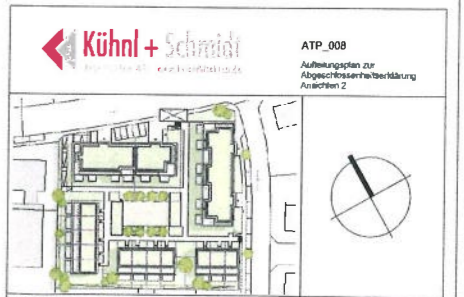 Kühnl + Schmidt
ATP_008
Aufteilungsplan zur
Abgeschlossenheitserklärung
Ansichten 2